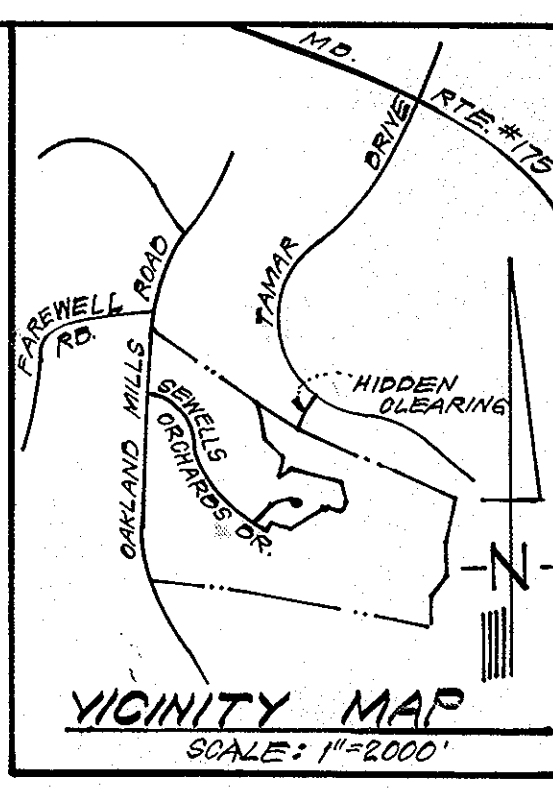 MD.
RTE. #175
DRIVE
TAMAR
ROAD
FAREWELL
RD.
OAKLAND MILLS
SEWELLS
ORCHARDS DR.
HIDDEN
CLEARING
N
VICINITY MAP
SCALE: 1"=2000'